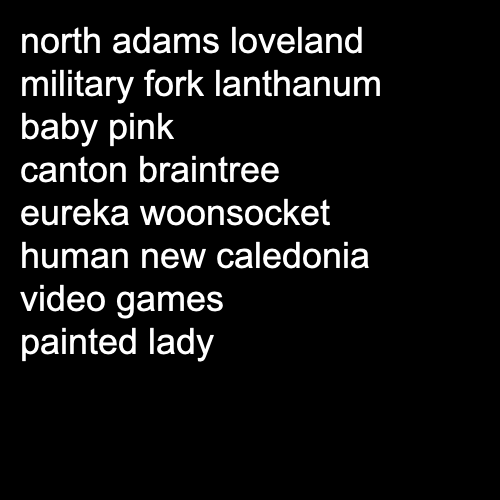 north adams loveland
military fork lanthanum
baby pink
canton braintree
eureka woonsocket
human new caledonia
video games
painted lady